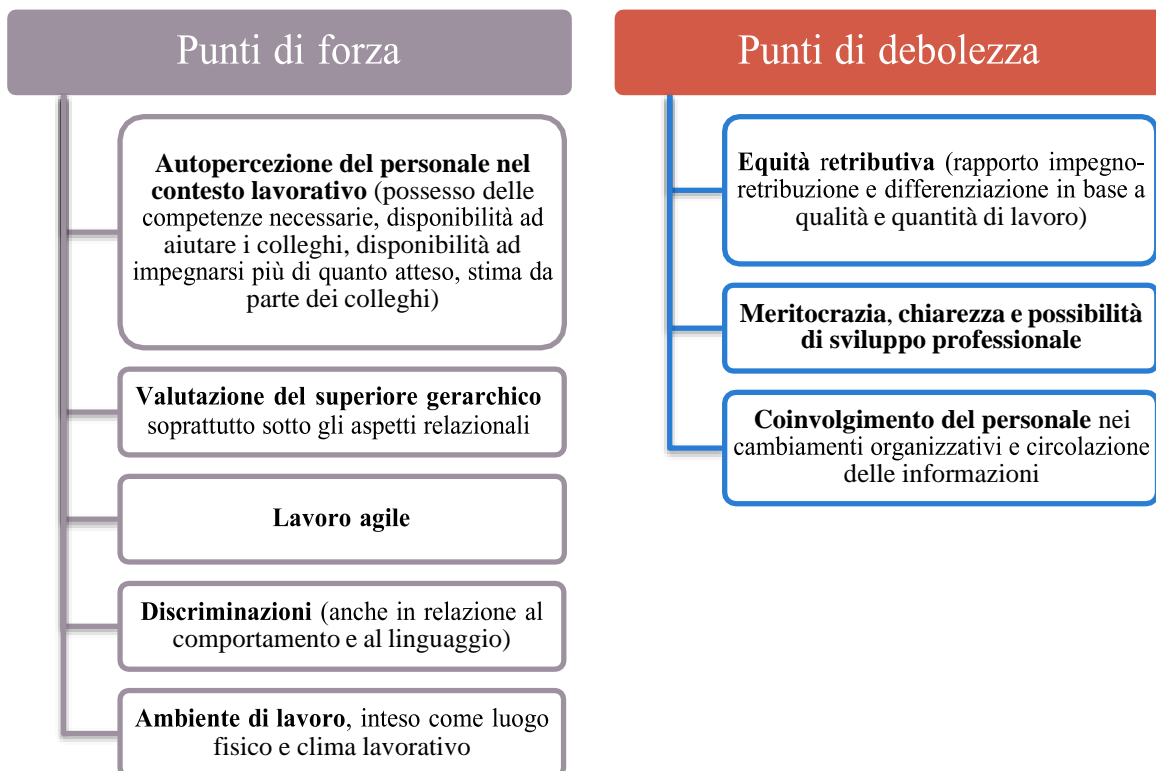 Punti di forza
Autopercezione del personale nel
contesto lavorativo (possesso delle
competenze necessarie, disponibilità ad
aiutare i colleghi, disponibilità ad
impegnarsi più di quanto atteso, stima da
parte dei colleghi)
Valutazione del superiore gerarchico
soprattutto sotto gli aspetti relazionali
Lavoro agile
Discriminazioni (anche in relazione al
comportamento e al linguaggio)
Ambiente di lavoro, inteso come luogo
fisico e clima lavorativo
Punti di debolezza
Equità retributiva (rapporto impegno-
retribuzione e differenziazione in base a
qualità e quantità di lavoro)
Meritocrazia, chiarezza e possibilità
di sviluppo professionale
Coinvolgimento del personale nei
cambiamenti organizzativi e circolazione
delle informazioni